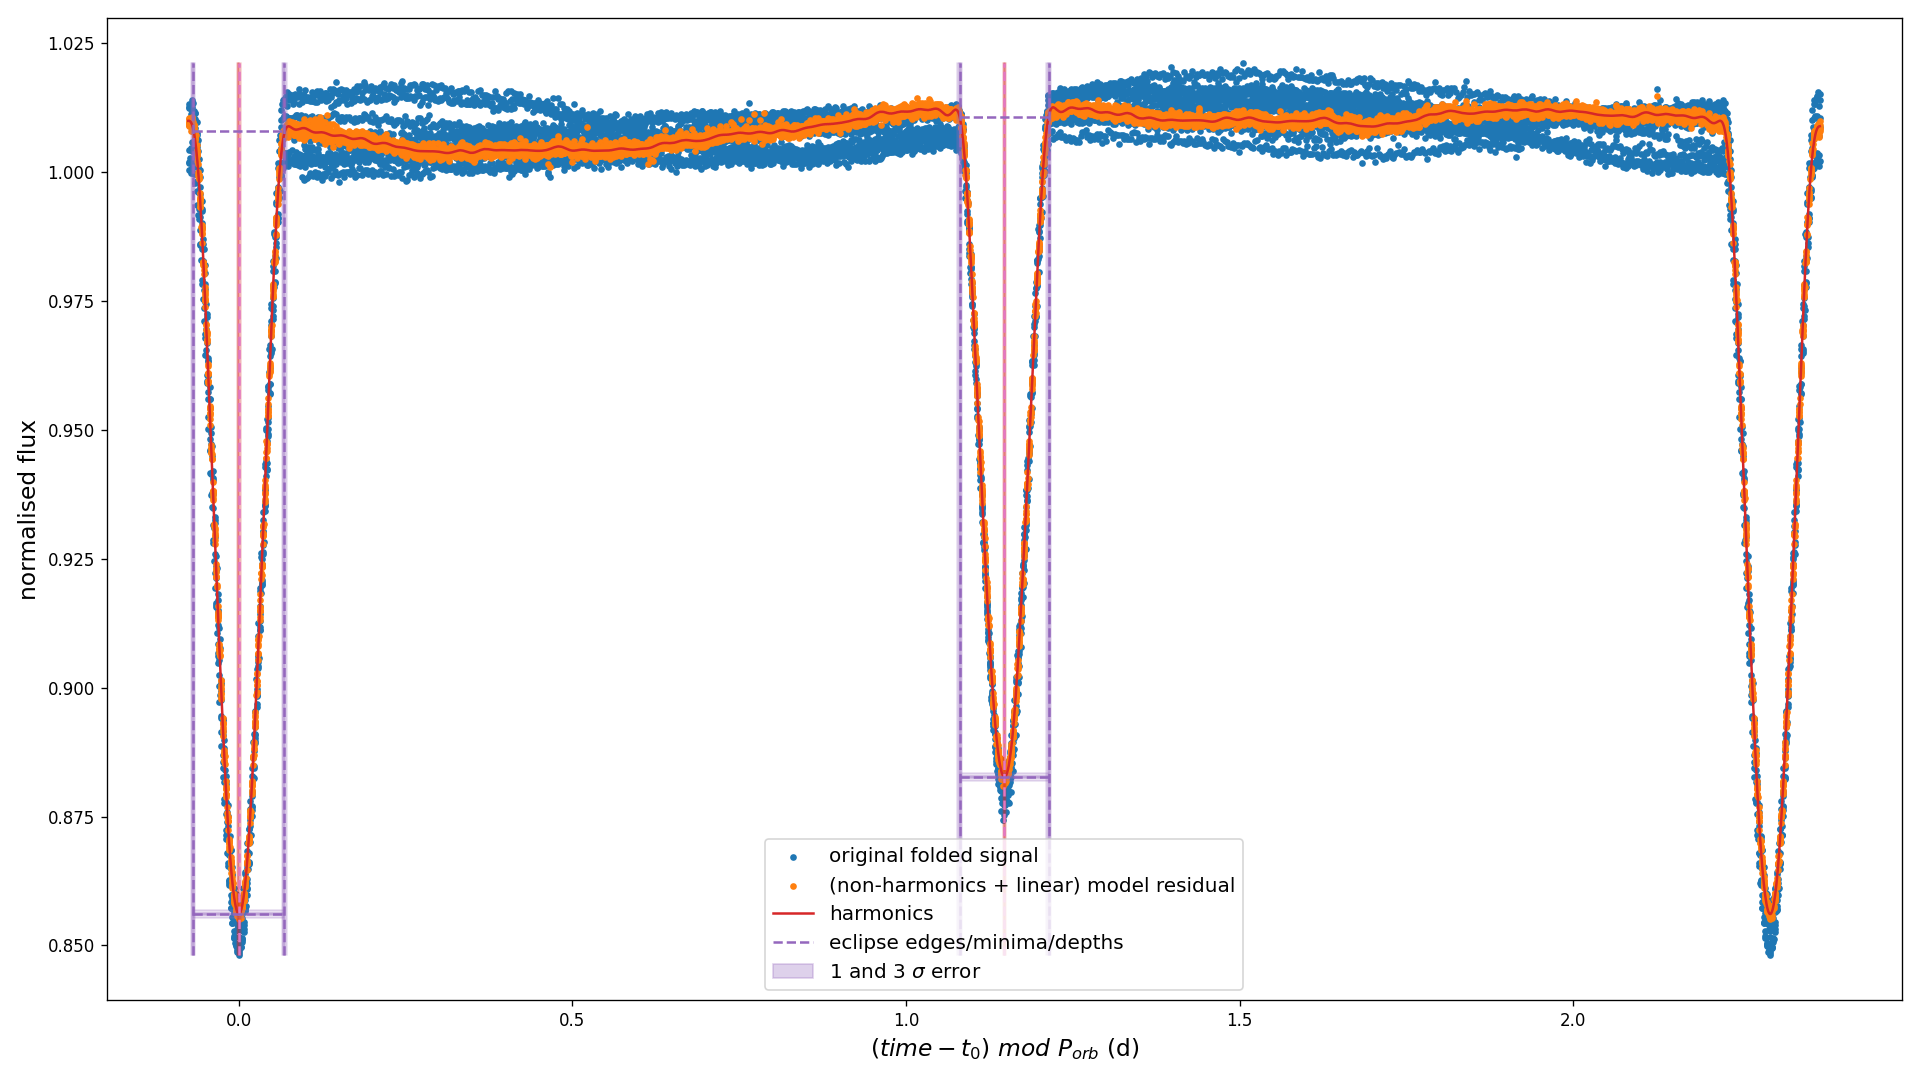 1.025
1.000
0.975
0.950
0.925
0.900
0.875
0.850
normalised flux
original folded signal
(non-harmonics + linear) model residual
harmonics
eclipse edges/minima/depths
1 and 3 σ error
0.0 0.5 1.0 1.5 2.0
(time − t₀) mod Pₒᵣb (d)